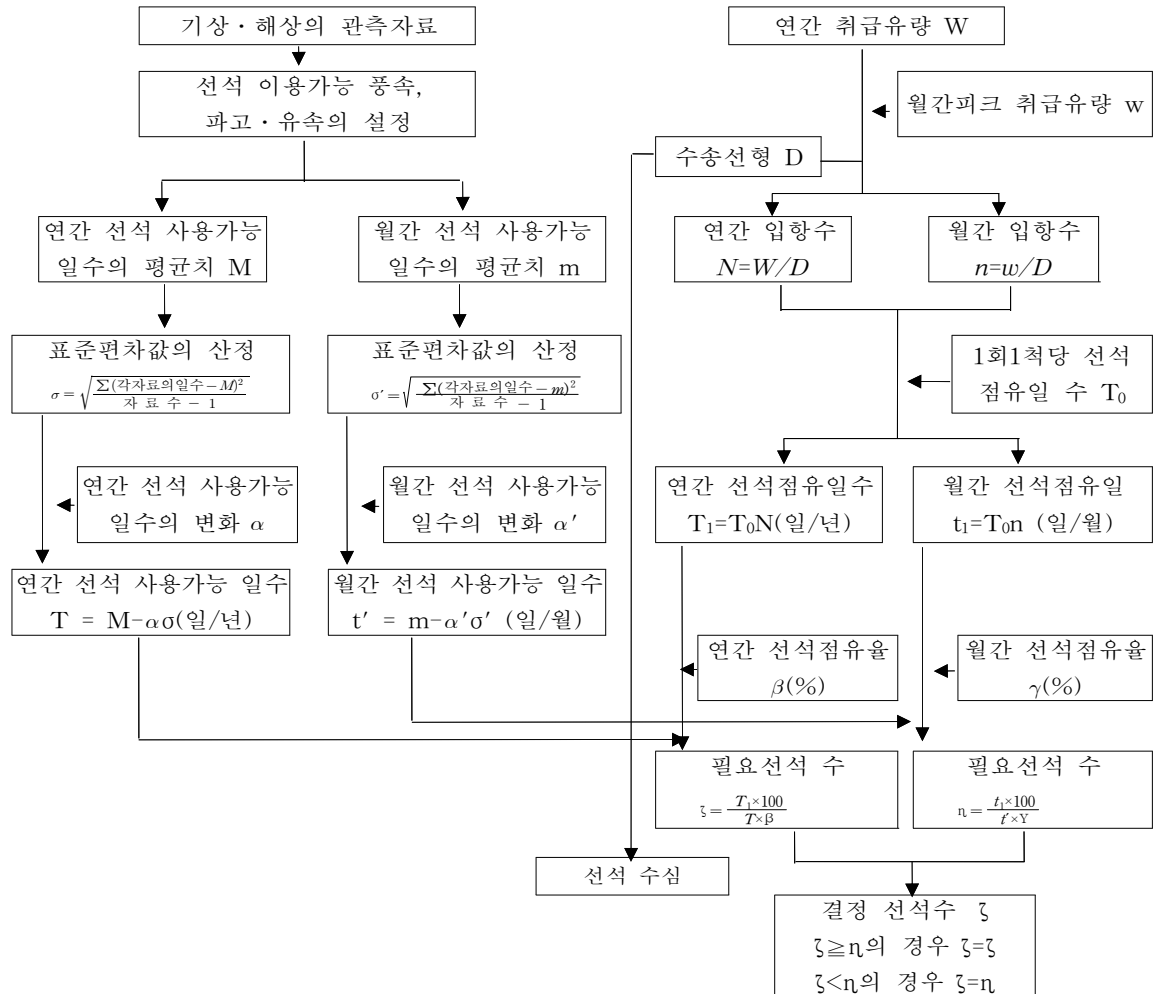 기상·해상의 관측자료
선석 이용가능 풍속,
파고·유속의 설정
연간 선석 사용가능
일수의 평균치 M
월간 선석 사용가능
일수의 평균치 m
표준편차값의 산정
σ=√(Σ(각자료의일수-M)²/자 료 수 - 1)
표준편차값의 산정
σ′=√(Σ(각자료의일수-m)²/자 료 수 - 1)
연간 선석 사용가능
일수의 변화 α
월간 선석 사용가능
일수의 변화 α′
연간 선석 사용가능 일수
T = M-ασ(일/년)
월간 선석 사용가능 일수
t′ = m-α′σ′ (일/월)
연간 취급유량 W
월간피크 취급유량 w
수송선형 D
연간 입항수
N=W/D
월간 입항수
n=w/D
1회1척당 선석
점유일 수 T₀
연간 선석점유일수
T₁=T₀N(일/년)
월간 선석점유일
t₁=T₀n (일/월)
연간 선석점유율
β(%)
월간 선석점유율
γ(%)
필요선석 수
ζ=T₁×100/T×β
필요선석 수
η=t₁×100/t′×γ
선석 수심
결정 선석수 ζ
ζ≧η의 경우 ζ=ζ
ζ<η의 경우 ζ=η